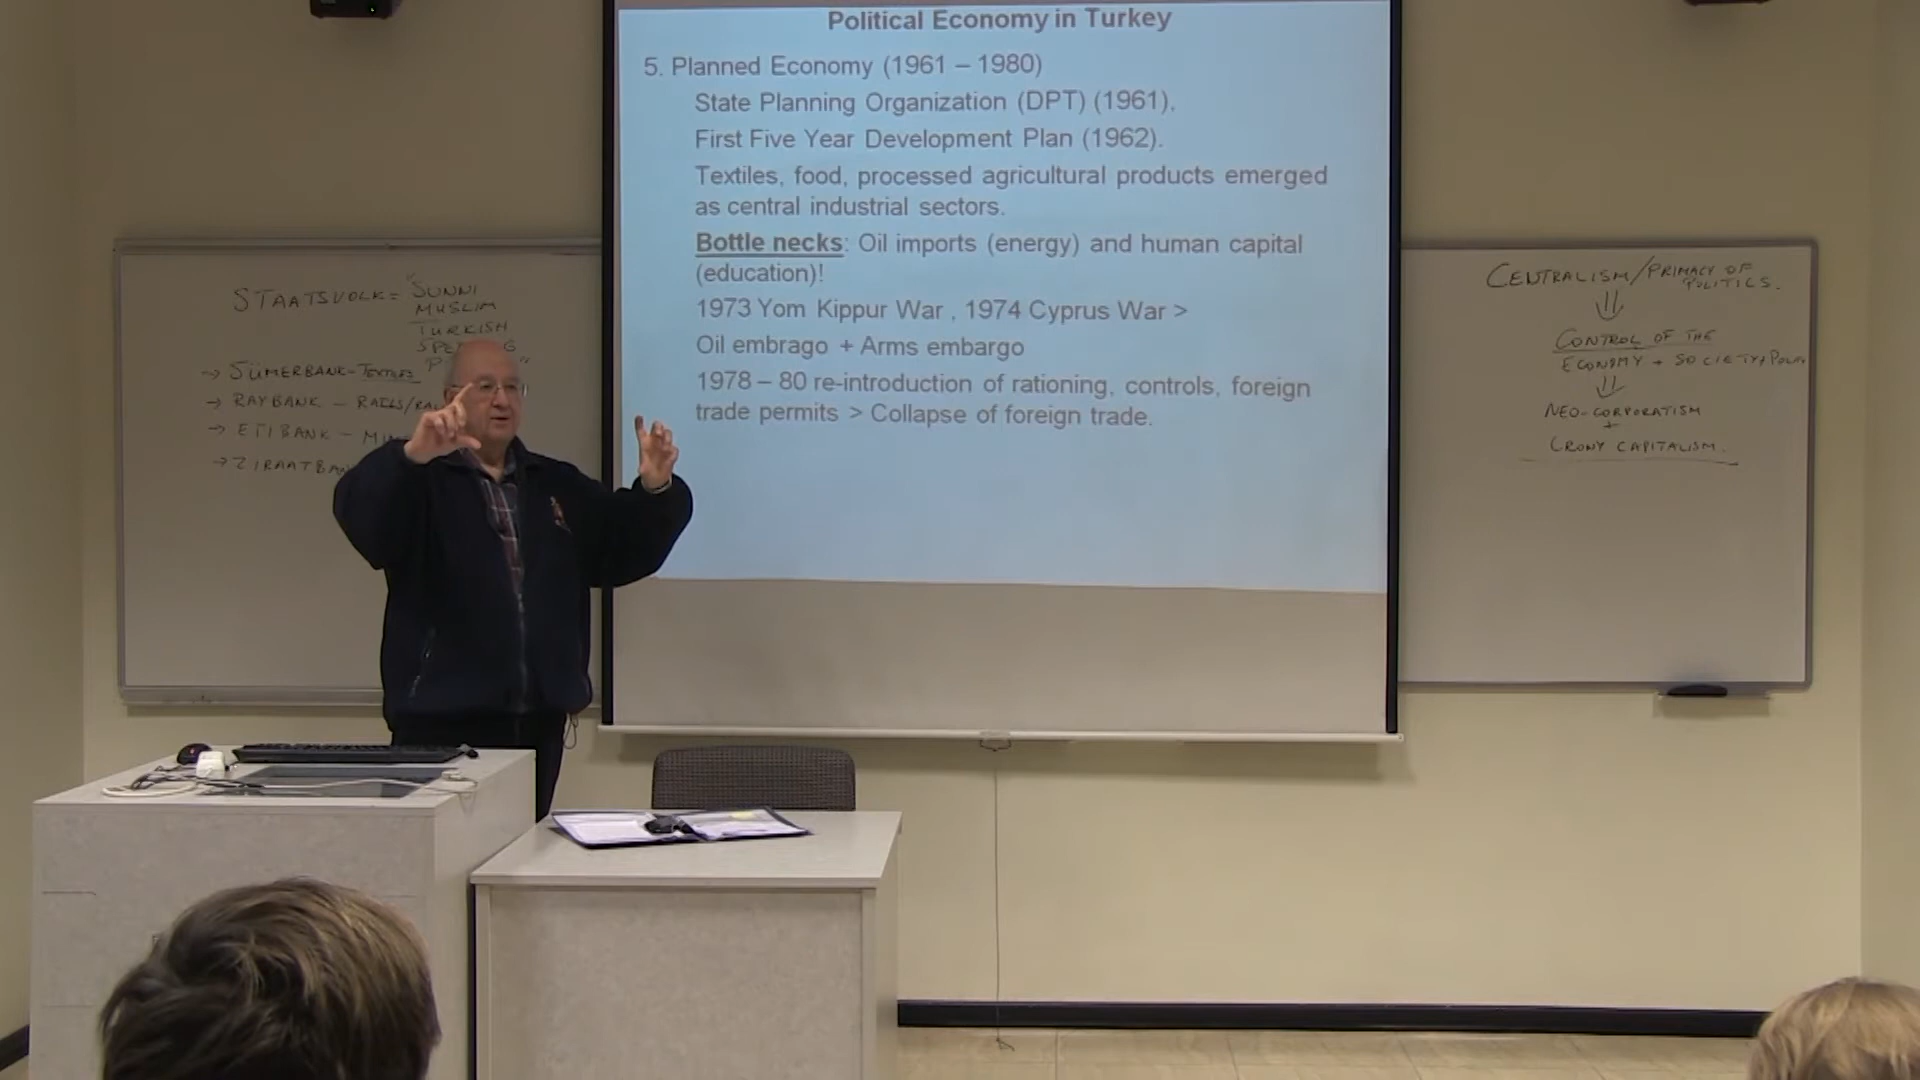 Political Economy in Turkey
5. Planned Economy (1961 – 1980)
State Planning Organization (DPT) (1961).
First Five Year Development Plan (1962).
Textiles, food, processed agricultural products emerged
as central industrial sectors.
Bottle necks: Oil imports (energy) and human capital
(education)!
1973 Yom Kippur War , 1974 Cyprus War >
Oil embrago + Arms embargo
1978 – 80 re-introduction of rationing, controls, foreign
trade permits > Collapse of foreign trade.
STAATSVOLK = "SUNNI
MUSLIM
TURKISH
→ SÜMERBANK – TEXTILES
→ RAYBANK – RAILS/
→ ETIBANK –
→ ZIRAATBANK
CENTRALISM/PRIMACY OF
POLITICS.
⇓
CONTROL OF THE
ECONOMY + SOCIETY +
⇓
NEO-CORPORATISM
+
CRONY CAPITALISM.